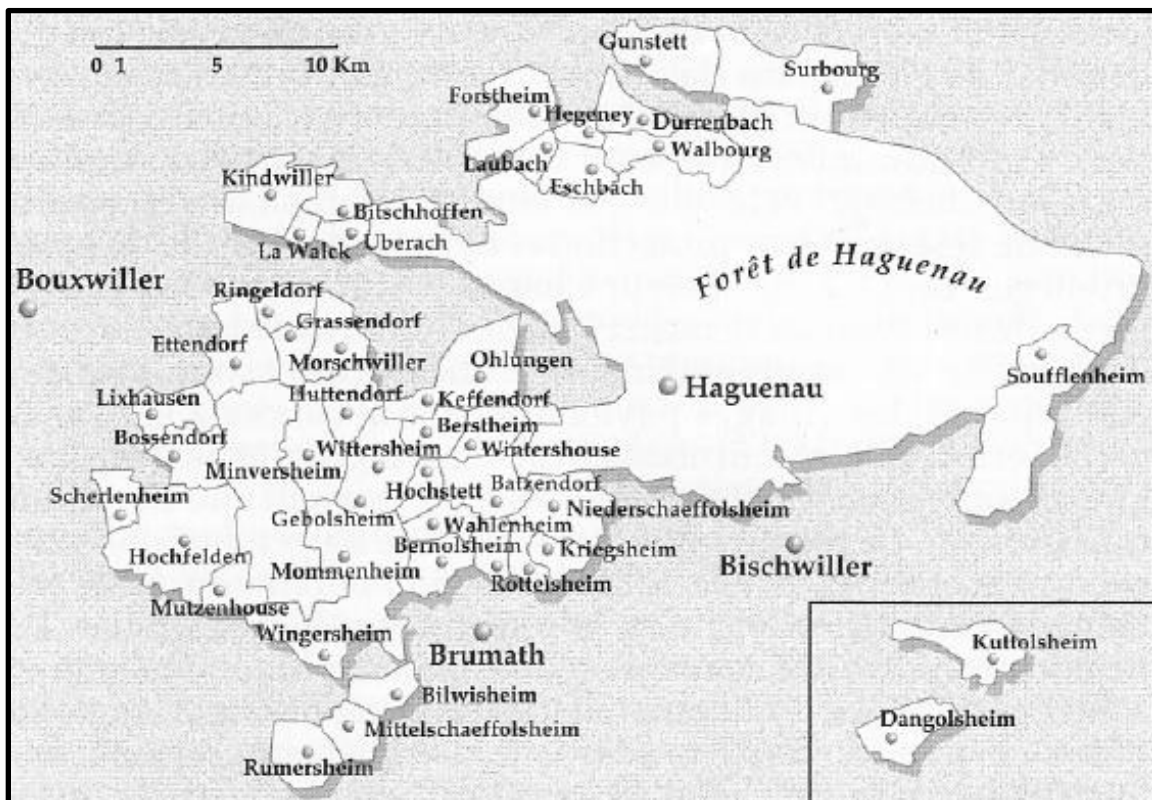 Gunstett
Surbourg
0 1 5 10 Km
Forstheim
Hegeney
Durrenbach
Walbourg
Laubach
Eschbach
Kindwiller
Bitschhoffen
La Walck
Uberach
Forêt de Haguenau
Bouxwiller
Ringeldorf
Grassendorf
Ettendorf
Morschwiller
Ohlungen
Haguenau
Soufflenheim
Lixhausen
Huttendorf
Keffendorf
Bossendorf
Berstheim
Wittersheim
Wintershouse
Minversheim
Hochstett
Batzendorf
Scherlenheim
Gebolsheim
Niederschaeffolsheim
Wahlenheim
Hochfelden
Bernolsheim
Kriegsheim
Mommenheim
Rottelsheim
Bischwiller
Mutzenhouse
Wingersheim
Brumath
Kuttolsheim
Bilwisheim
Dangolsheim
Mittelschaeffolsheim
Rumersheim